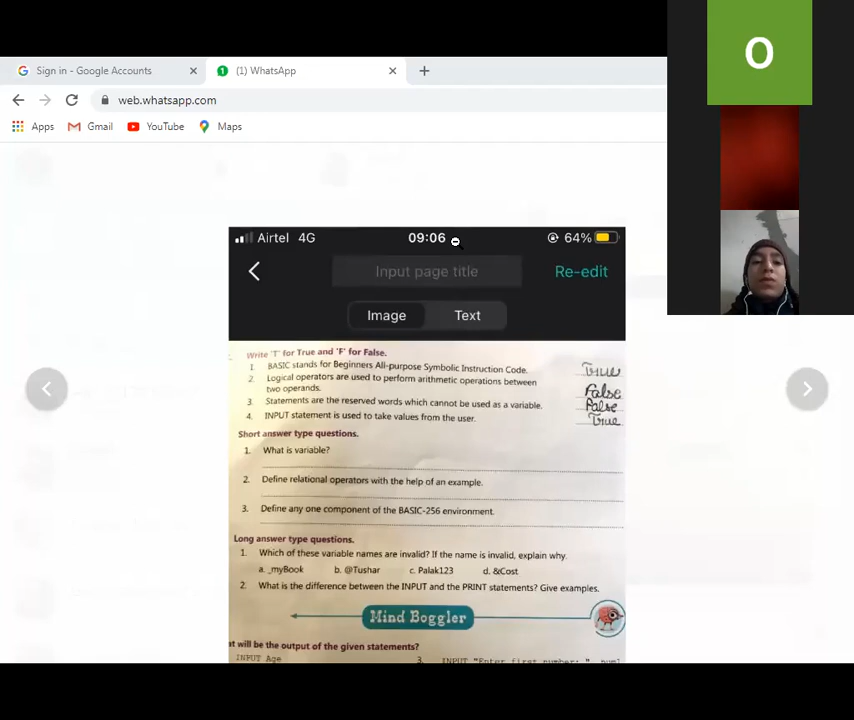 O
Sign in - Google Accounts
(1) WhatsApp
web.whatsapp.com
Apps
Gmail
YouTube
Maps
Airtel 4G
09:06
64%
Input page title
Re-edit
Image
Text
Write 'T' for True and 'F' for False.
1. BASIC stands for Beginners All-purpose Symbolic Instruction Code. True
2. Logical operators are used to perform arithmetic operations between
two operands. False
3. Statements are the reserved words which cannot be used as a variable. False
4. INPUT statement is used to take values from the user. True
Short answer type questions.
1. What is variable?
2. Define relational operators with the help of an example.
3. Define any one component of the BASIC-256 environment.
Long answer type questions.
1. Which of these variable names are invalid? If the name is invalid, explain why.
a. _myBook b. @Tushar c. Palak123 d. &Cost
2. What is the difference between the INPUT and the PRINT statements? Give examples.
Mind Boggler
at will be the output of the given statements?
INPUT Age 3. INPUT "Enter first number: ",